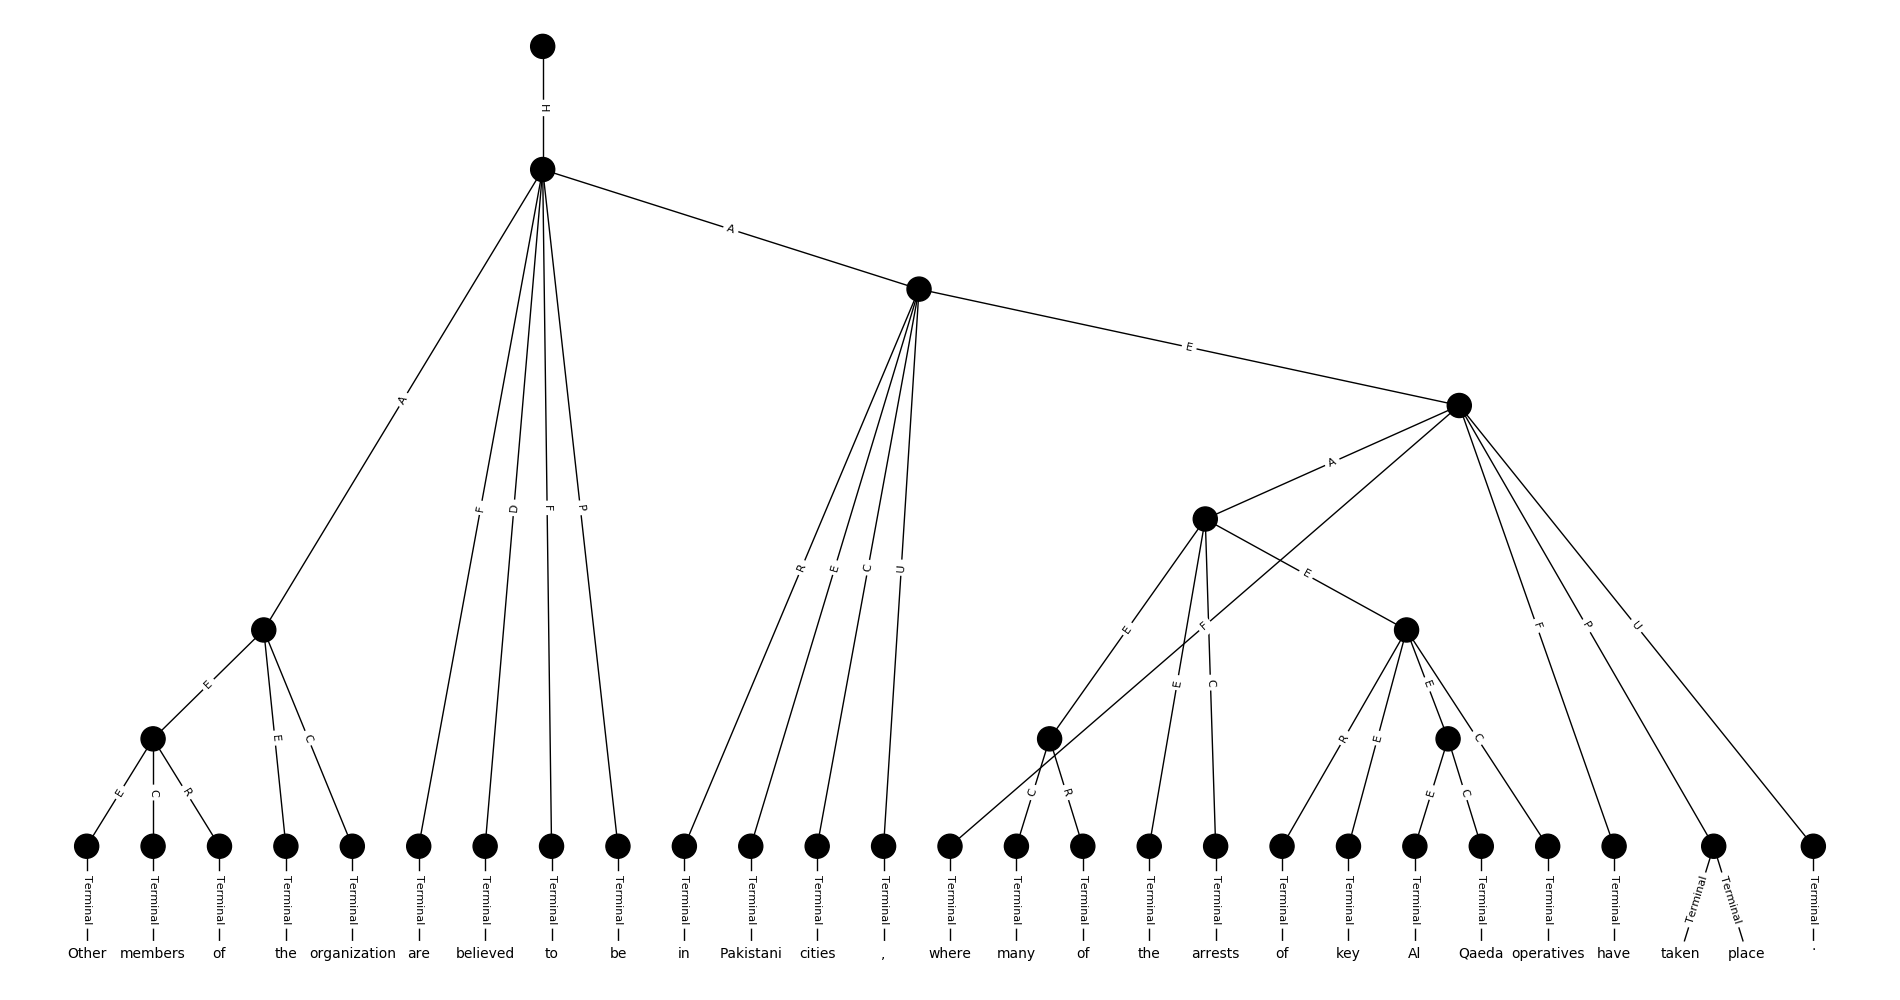 H
A
A
E
A
F
D
F
P
R
E
C
U
E
E
F
F
P
U
E
E
C
E
C
R
E
E
C
E
C
R
C
R
E
C
Terminal Terminal Terminal Terminal Terminal Terminal Terminal Terminal Terminal Terminal Terminal Terminal Terminal Terminal Terminal Terminal Terminal Terminal Terminal Terminal Terminal Terminal Terminal Terminal Terminal Terminal Terminal
Other members of the organization are believed to be in Pakistani cities , where many of the arrests of key Al Qaeda operatives have taken place .